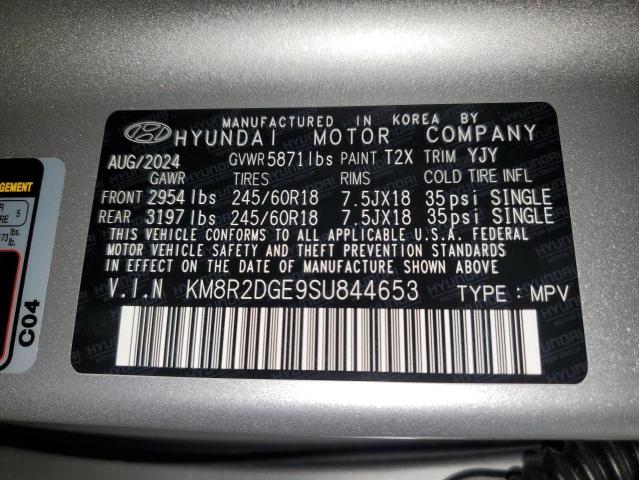 MANUFACTURED IN KOREA BY
HYUNDAI MOTOR COMPANY
AUG/2024 GVWR 5871lbs PAINT T2X TRIM YJY
GAWR TIRES RIMS COLD TIRE INFL
FRONT 2954 lbs 245/60R18 7.5JX18 35psi SINGLE
REAR 3197 lbs 245/60R18 7.5JX18 35psi SINGLE
THIS VEHICLE CONFORMS TO ALL APPLICABLE U.S.A. FEDERAL
MOTOR VEHICLE SAFETY AND THEFT PREVENTION STANDARDS
IN EFFECT ON THE DATE OF MANUFACTURE SHOWN ABOVE.
V.I.N KM8R2DGE9SU844653 TYPE : MPV
5
lbs.
lb.
C04